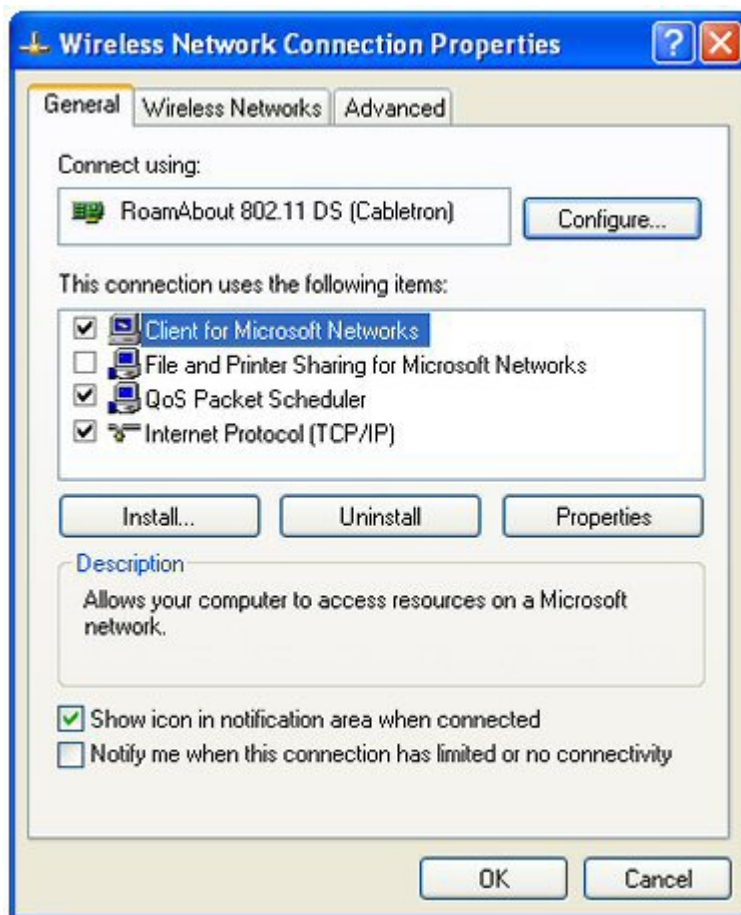 Wireless Network Connection Properties
General Wireless Networks Advanced
Connect using:
RoamAbout 802.11 DS (Cabletron) Configure...
This connection uses the following items:
Client for Microsoft Networks
File and Printer Sharing for Microsoft Networks
QoS Packet Scheduler
Internet Protocol (TCP/IP)
Install... Uninstall Properties
Description
Allows your computer to access resources on a Microsoft
network.
Show icon in notification area when connected
Notify me when this connection has limited or no connectivity
OK Cancel